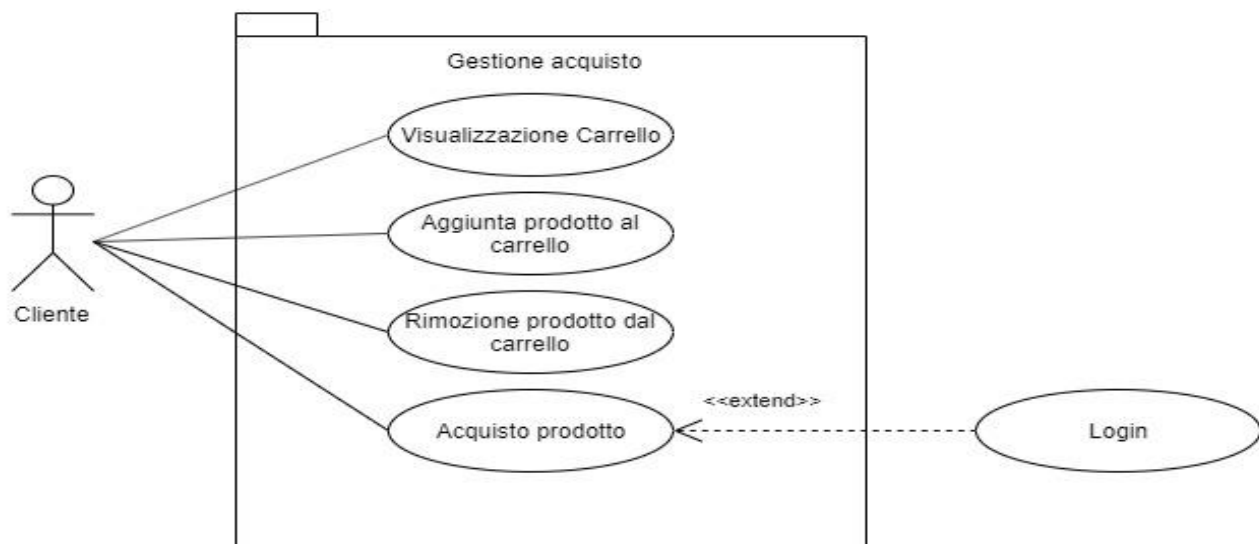 Gestione acquisto
Visualizzazione Carrello
Aggiunta prodotto al
carrello
Cliente
Rimozione prodotto dal
carrello
<<extend>>
Acquisto prodotto
Login